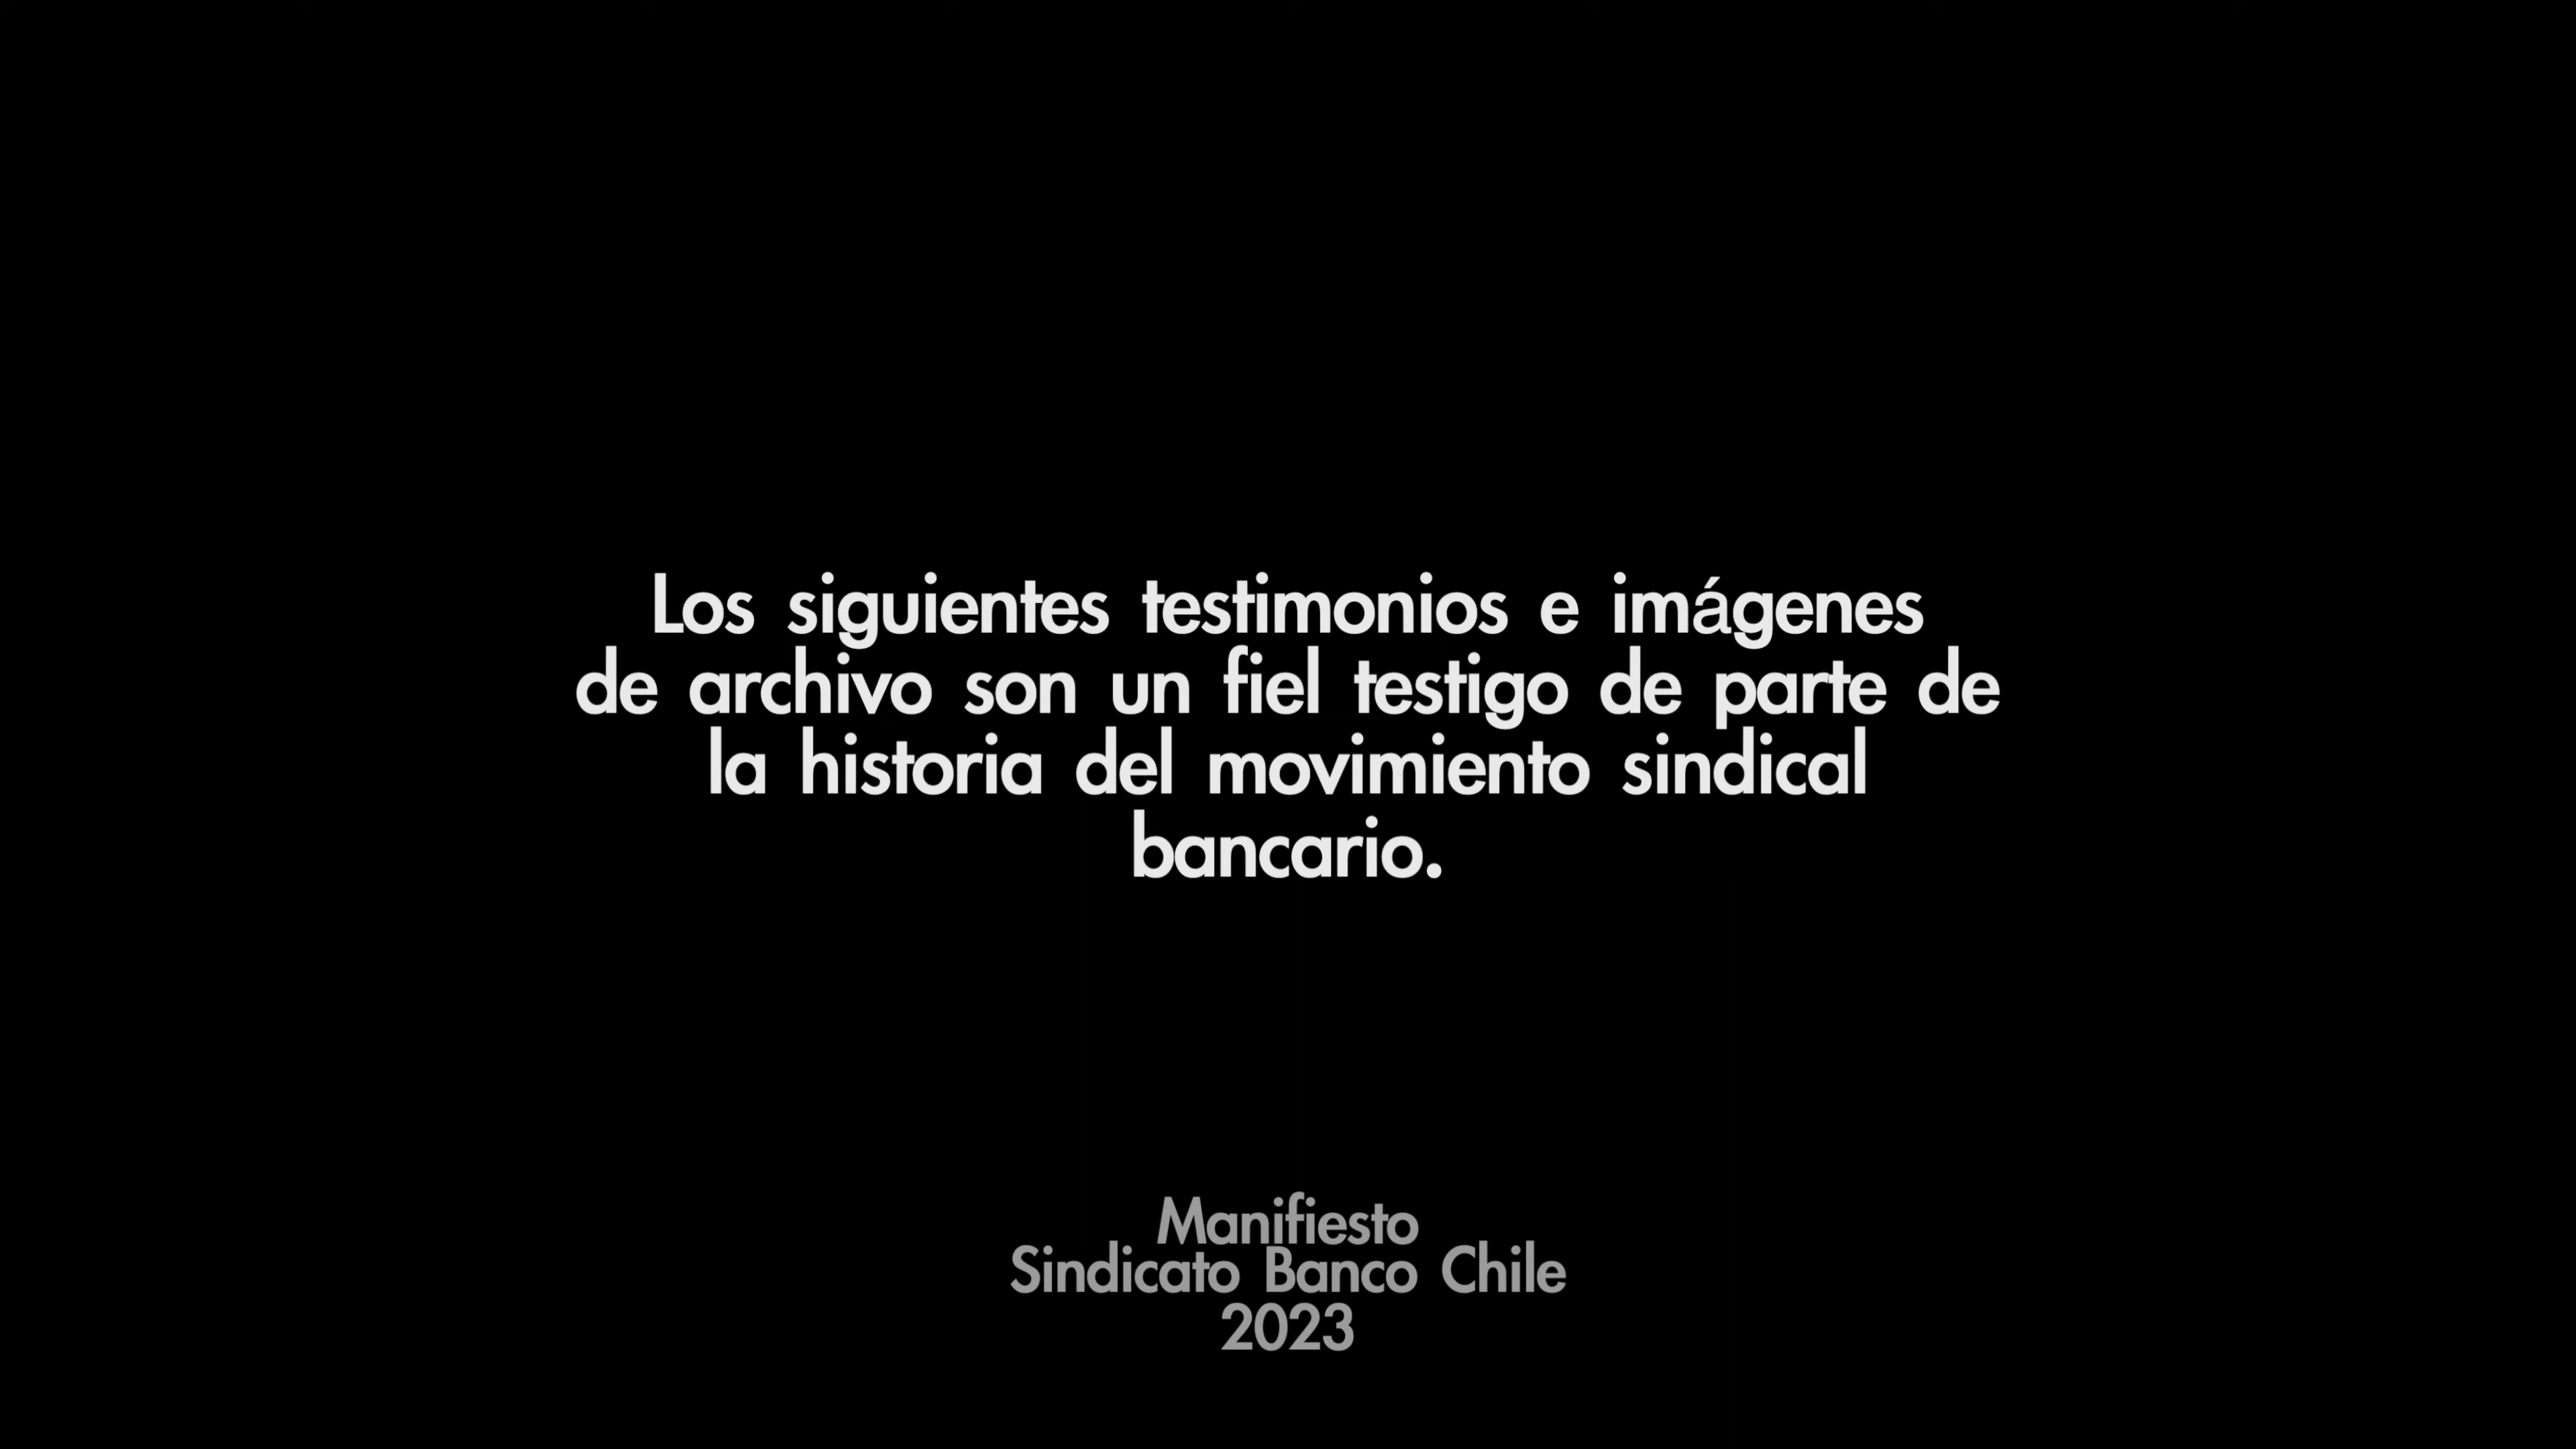 Los siguientes testimonios e imágenes
de archivo son un fiel testigo de parte de
la historia del movimiento sindical
bancario.
Manifiesto
Sindicato Banco Chile
2023